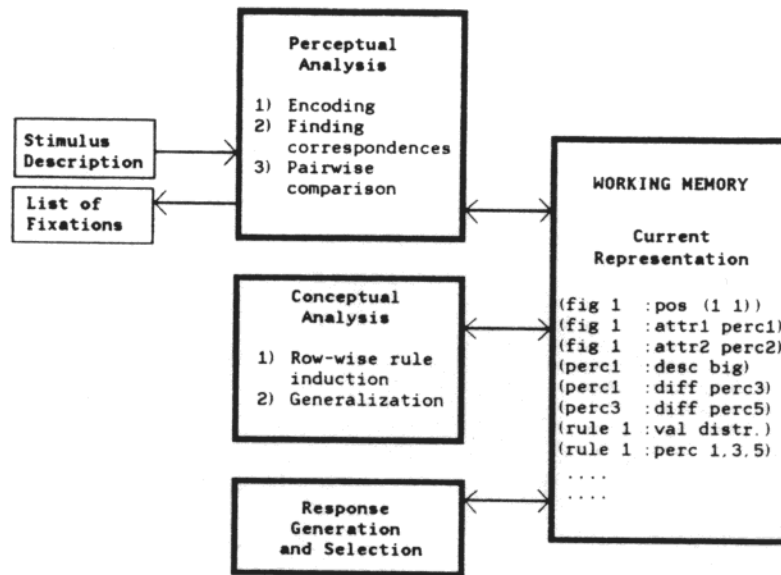 Perceptual
Analysis
1) Encoding
2) Finding
correspondences
3) Pairwise
comparison
Stimulus
Description
List of
Fixations
Conceptual
Analysis
1) Row-wise rule
induction
2) Generalization
Response
Generation
and Selection
WORKING MEMORY
Current
Representation
(fig 1 :pos (1 1))
(fig 1 :attr1 perc1)
(fig 1 :attr2 perc2)
(perc1 :desc big)
(perc1 :diff perc3)
(perc3 :diff perc5)
(rule 1 :val distr.)
(rule 1 :perc 1,3,5)
....
....